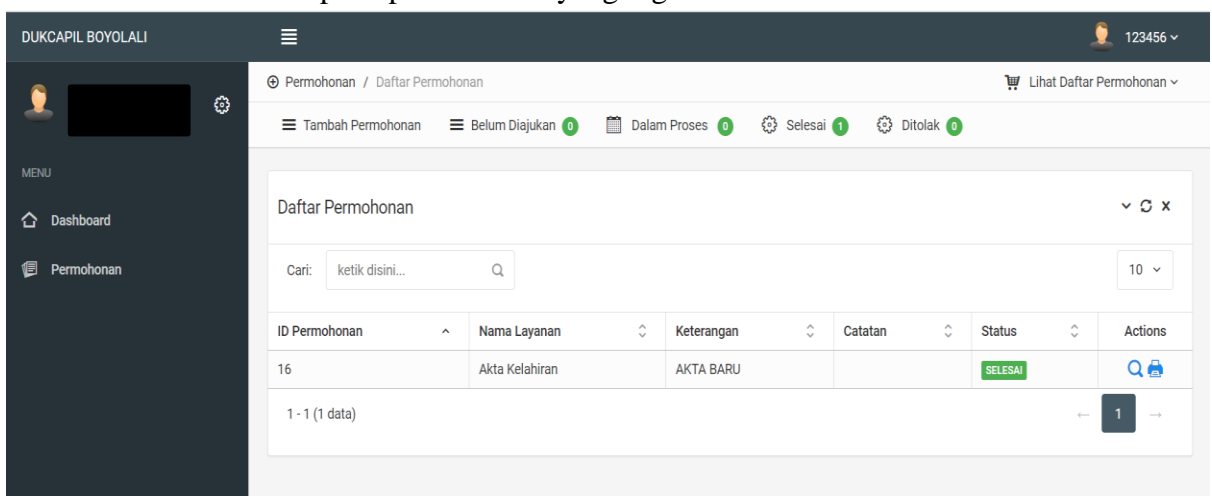 DUKCAPIL BOYOLALI
123456
Permohonan / Daftar Permohonan
Lihat Daftar Permohonan
Tambah Permohonan
Belum Diajukan 0
Dalam Proses 0
Selesai 1
Ditolak 0
MENU
Dashboard
Permohonan
Daftar Permohonan
Cari: ketik disini...
10
ID Permohonan Nama Layanan Keterangan Catatan Status Actions
16 Akta Kelahiran AKTA BARU SELESAI
1 - 1 (1 data)
← 1 →